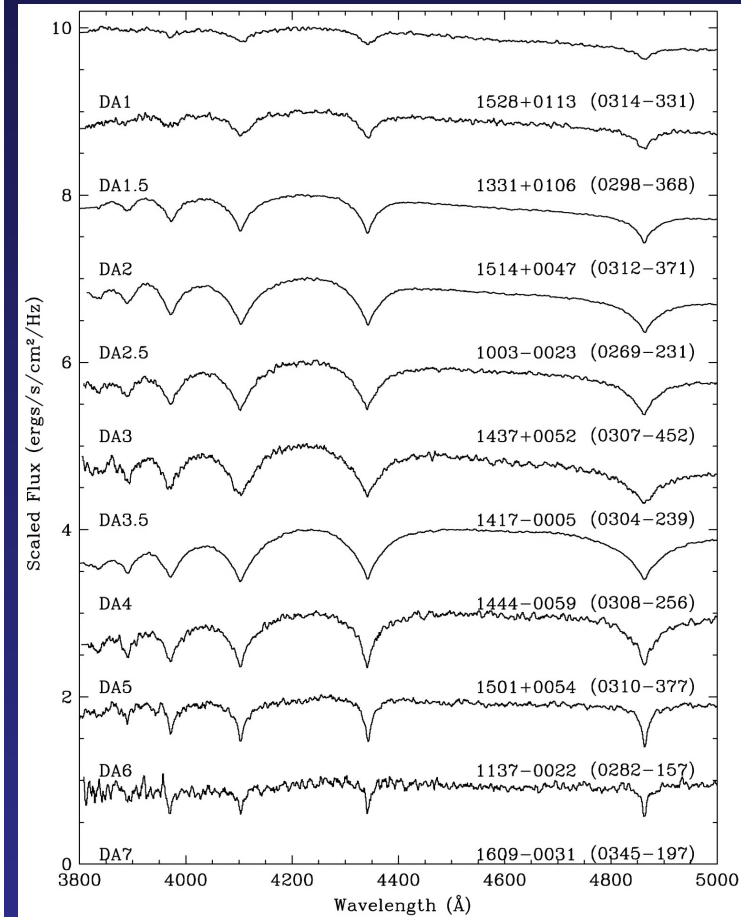 10
DA1 1528+0113 (0314−331)
DA1.5 1331+0106 (0298−368)
8
DA2 1514+0047 (0312−371)
DA2.5 1003−0023 (0269−231)
6
DA3 1437+0052 (0307−452)
DA3.5 1417−0005 (0304−239)
4
DA4 1444−0059 (0308−256)
DA5 1501+0054 (0310−377)
2
DA6 1137−0022 (0282−157)
DA7 1609−0031 (0345−197)
0
Scaled Flux (ergs/s/cm²/Hz)
3800 4000 4200 4400 4600 4800 5000
Wavelength (Å)